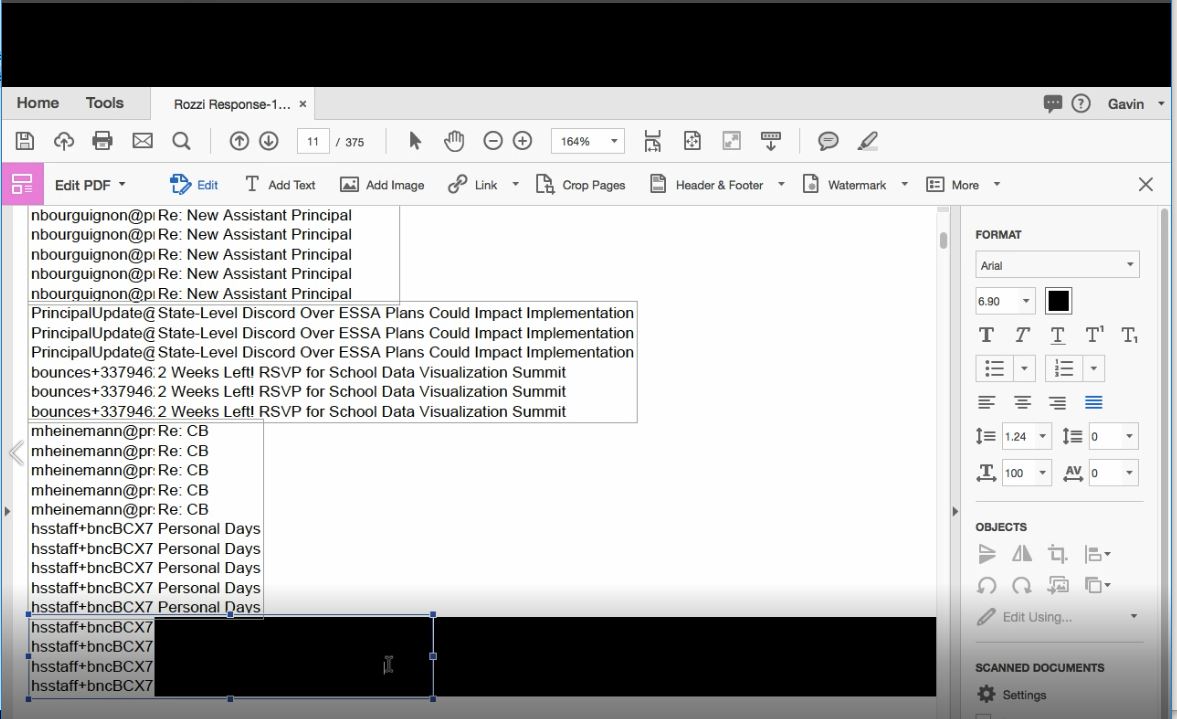 Home Tools Rozzi Response-1... × Gavin
11 / 375 164%
Edit PDF Edit Add Text Add Image Link Crop Pages Header & Footer Watermark More
nbourguignon@pr Re: New Assistant Principal
nbourguignon@pr Re: New Assistant Principal
nbourguignon@pr Re: New Assistant Principal
nbourguignon@pr Re: New Assistant Principal
nbourguignon@pr Re: New Assistant Principal
PrincipalUpdate@ State-Level Discord Over ESSA Plans Could Impact Implementation
PrincipalUpdate@ State-Level Discord Over ESSA Plans Could Impact Implementation
PrincipalUpdate@ State-Level Discord Over ESSA Plans Could Impact Implementation
bounces+337946: 2 Weeks Left! RSVP for School Data Visualization Summit
bounces+337946: 2 Weeks Left! RSVP for School Data Visualization Summit
bounces+337946: 2 Weeks Left! RSVP for School Data Visualization Summit
mheinemann@pr: Re: CB
mheinemann@pr: Re: CB
mheinemann@pr: Re: CB
mheinemann@pr: Re: CB
mheinemann@pr: Re: CB
hsstaff+bncBCX7 Personal Days
hsstaff+bncBCX7 Personal Days
hsstaff+bncBCX7 Personal Days
hsstaff+bncBCX7 Personal Days
hsstaff+bncBCX7 Personal Days
hsstaff+bncBCX7
hsstaff+bncBCX7
hsstaff+bncBCX7
hsstaff+bncBCX7
FORMAT
Arial
6.90
T T T T1 T1
1.24 0
T 100 AV 0
OBJECTS
Edit Using...
SCANNED DOCUMENTS
Settings